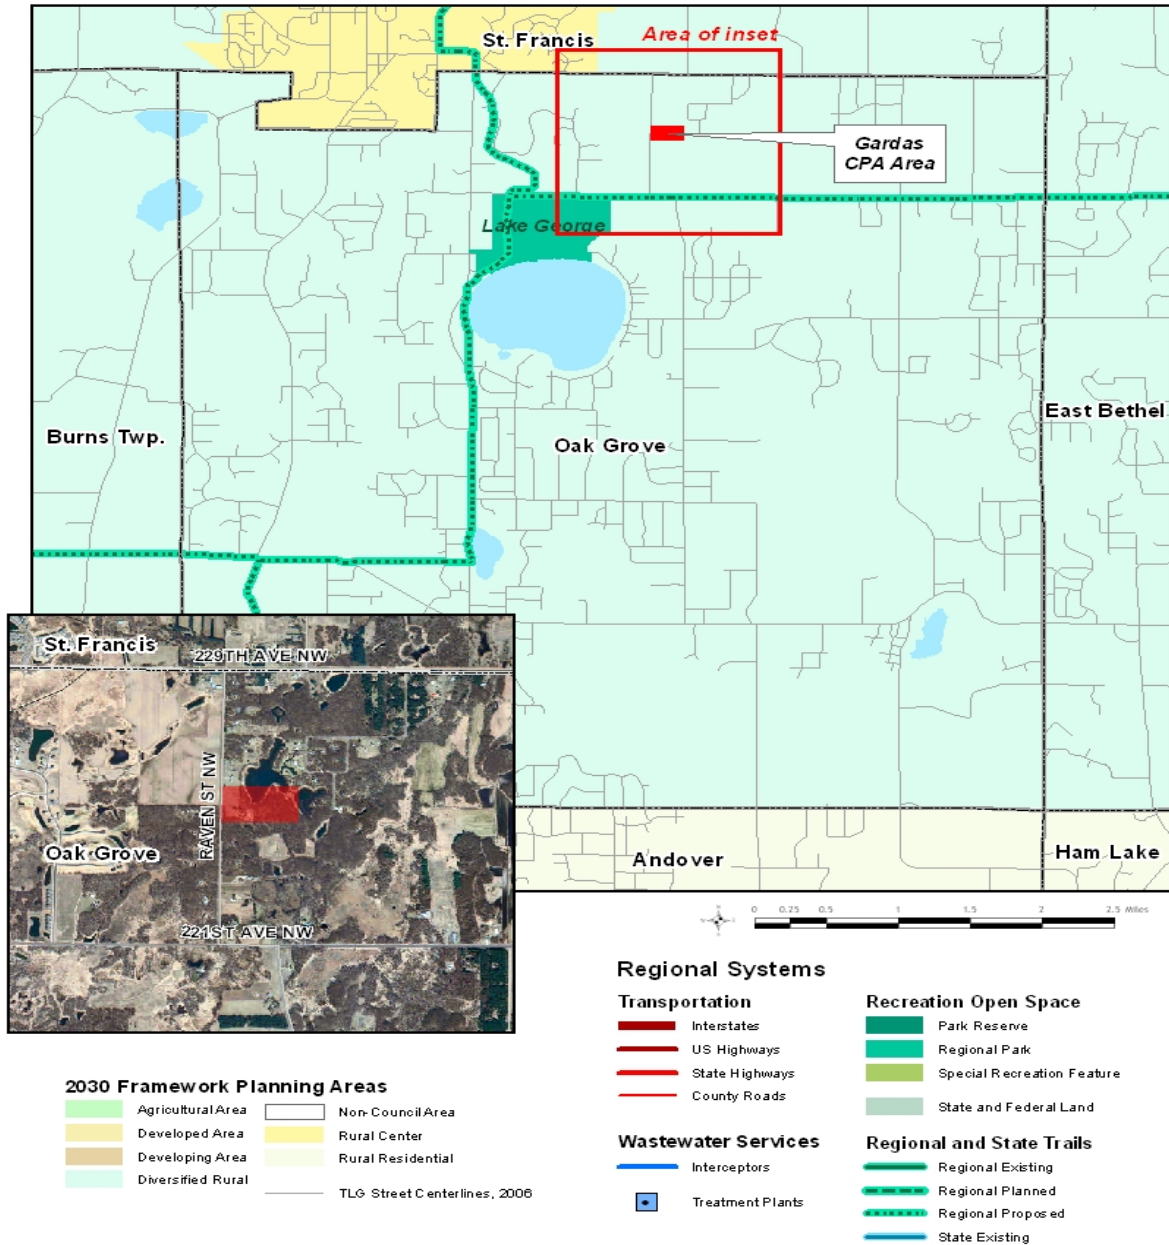 St. Francis
Area of inset
Gardas
CPA Area
Lake George
East Bethel
Burns Twp.
Oak Grove
St. Francis
229TH AVE NW
RAVEN ST NW
Oak Grove
221ST AVE NW
Andover
Ham Lake
0 0.25 0.5 1 1.5 2 2.5 Miles
Regional Systems
Transportation
Interstates
US Highways
State Highways
County Roads
Wastewater Services
Interceptors
Treatment Plants
Recreation Open Space
Park Reserve
Regional Park
Special Recreation Feature
State and Federal Land
Regional and State Trails
Regional Existing
Regional Planned
Regional Proposed
State Existing
2030 Framework Planning Areas
Agricultural Area
Developed Area
Developing Area
Diversified Rural
Non-Council Area
Rural Center
Rural Residential
TLG Street Centerlines, 2006